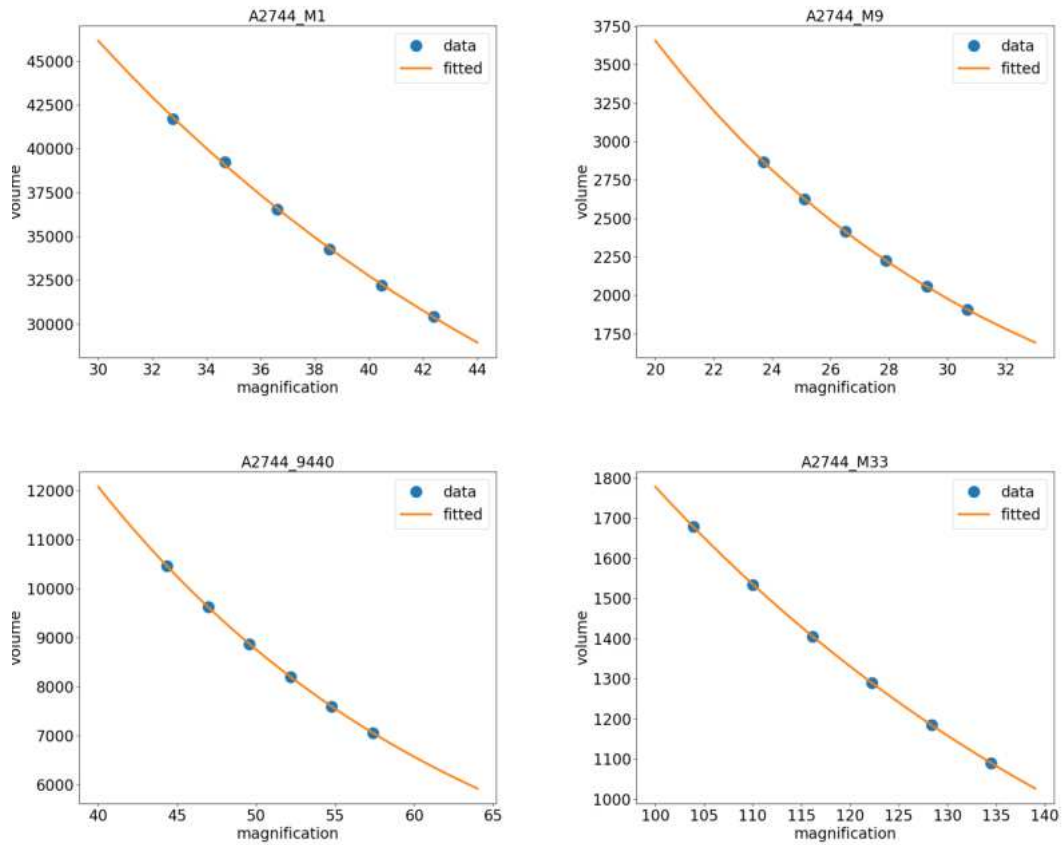 A2744_M1
data
fitted
volume
45000
42500
40000
37500
35000
32500
30000
30 32 34 36 38 40 42 44
magnification
A2744_M9
data
fitted
volume
3750
3500
3250
3000
2750
2500
2250
2000
1750
20 22 24 26 28 30 32
magnification
A2744_9440
data
fitted
volume
12000
11000
10000
9000
8000
7000
6000
40 45 50 55 60 65
magnification
A2744_M33
data
fitted
volume
1800
1700
1600
1500
1400
1300
1200
1100
1000
100 105 110 115 120 125 130 135 140
magnification